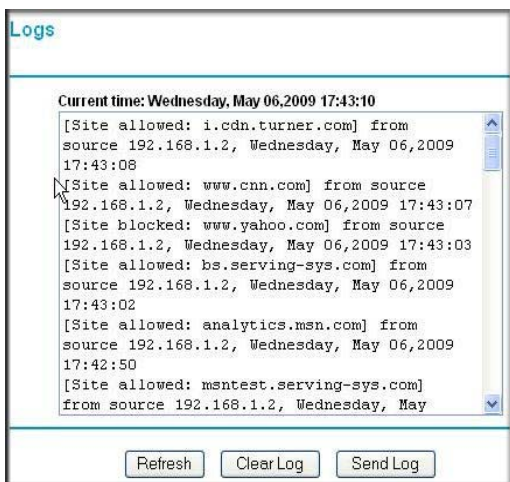 Logs
Current time: Wednesday, May 06,2009 17:43:10
[Site allowed: i.cdn.turner.com] from
source 192.168.1.2, Wednesday, May 06,2009
17:43:08
[Site allowed: www.cnn.com] from source
192.168.1.2, Wednesday, May 06,2009 17:43:07
[Site blocked: www.yahoo.com] from source
192.168.1.2, Wednesday, May 06,2009 17:43:03
[Site allowed: bs.serving-sys.com] from
source 192.168.1.2, Wednesday, May 06,2009
17:43:02
[Site allowed: analytics.msn.com] from
source 192.168.1.2, Wednesday, May 06,2009
17:42:50
[Site allowed: msntest.serving-sys.com]
from source 192.168.1.2, Wednesday, May
Refresh Clear Log Send Log